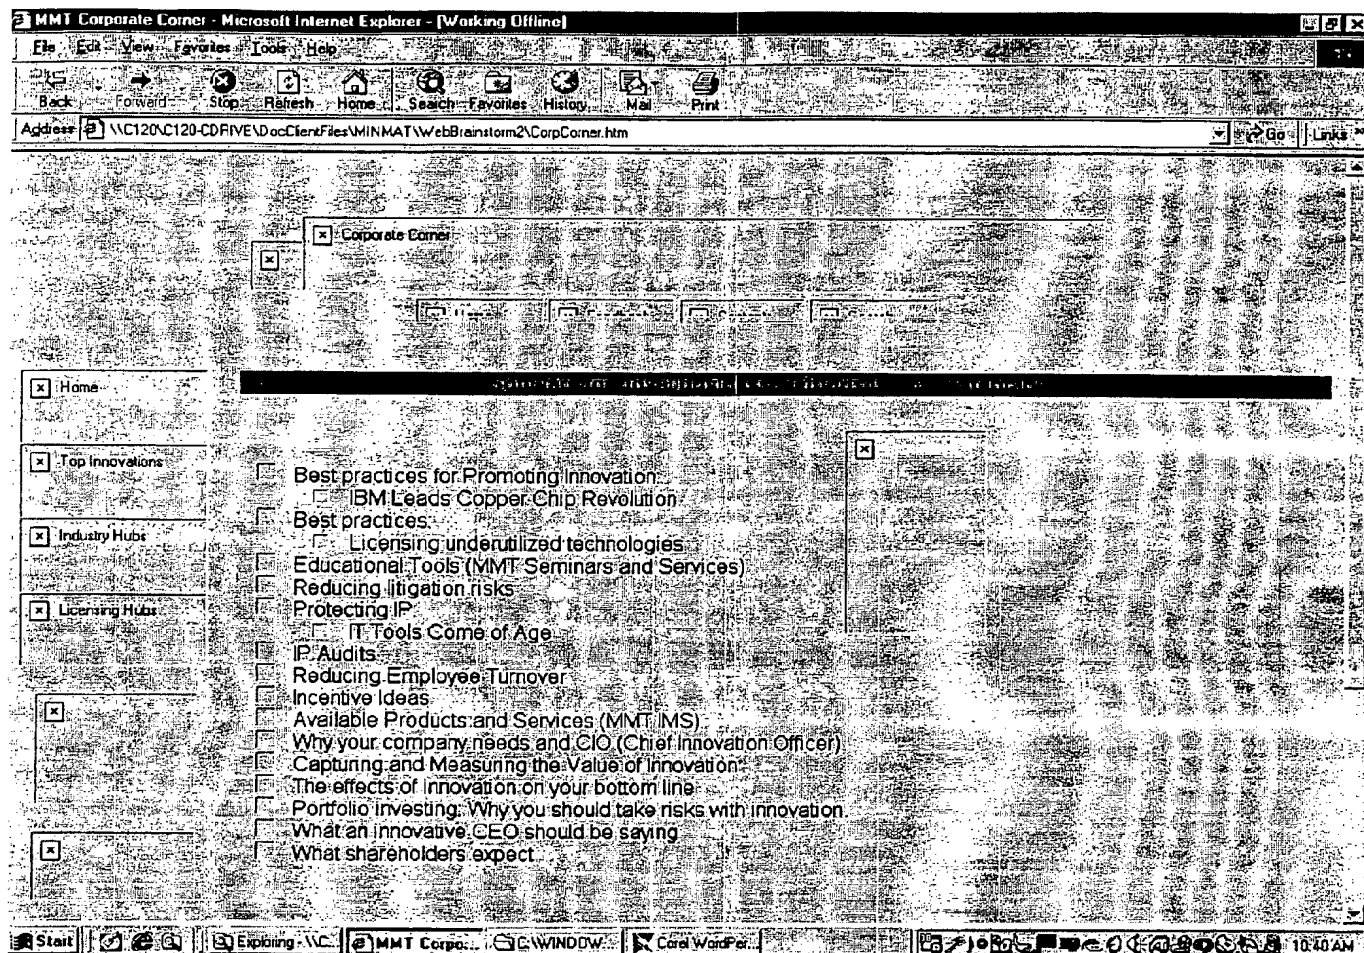 MMT Corporate Corner - Microsoft Internet Explorer - [Working Offline]
File Edit View Favorites Tools Help
Back Forward Stop Refresh Home Search Favorites History Mail Print
Address \\C120\C120-CDRIVE\DocClientFiles\MINMAT\WebBrainstorm2\CorpCorner.htm Go Links »
Corporate Corner
Home
Top Innovations
Industry Hubs
Licensing Hubs
Best practices for Promoting Innovation:
IBM Leads Copper Chip Revolution
Best practices:
Licensing underutilized technologies
Educational Tools (MMT Seminars and Services)
Reducing litigation risks
Protecting IP
IT Tools Come of Age
IP Audits
Reducing Employee Turnover
Incentive Ideas
Available Products and Services (MMT IMS)
Why your company needs and CIO (Chief Innovation Officer)
Capturing and Measuring the Value of Innovation
The effects of Innovation on your bottom line
Portfolio investing: Why you should take risks with innovation
What an innovative CEO should be saying
What shareholders expect
Start Exploring - \\C... MMT Corpo... C:\WINDOW... Corel WordPer... 10:40 AM